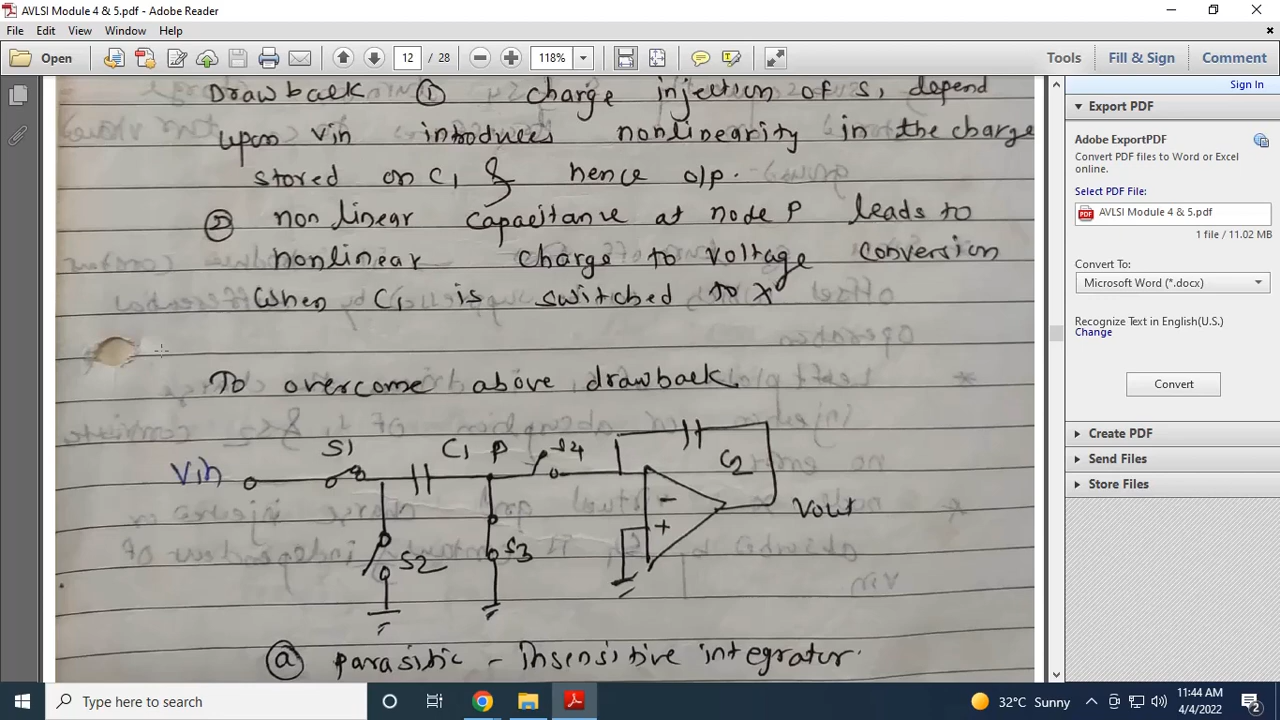 AVLSI Module 4 & 5.pdf - Adobe Reader
File Edit View Window Help
Open 12 / 28 118% Tools Fill & Sign Comment
Sign In
Export PDF
Adobe ExportPDF
Convert PDF files to Word or Excel online.
Select PDF File:
AVLSI Module 4 & 5.pdf
1 file / 11.02 MB
Convert To:
Microsoft Word (*.docx)
Recognize Text in English(U.S.)
Change
Convert
Create PDF
Edit PDF
Send Files
Store Files
Drawback ① charge injection of S1 depend
upon Vin introduces nonlinearity in the charge
stored on C1 & hence o/p.
② non linear capacitance at node P leads to
nonlinear charge to voltage conversion
When C1 is switched to X
To overcome above drawback.
Vin S1 C1 P S4 C2
S2 S3 - + Vout
ⓐ parasitic - insensitive integrator.
Type here to search
32°C Sunny
11:44 AM
4/4/2022
2